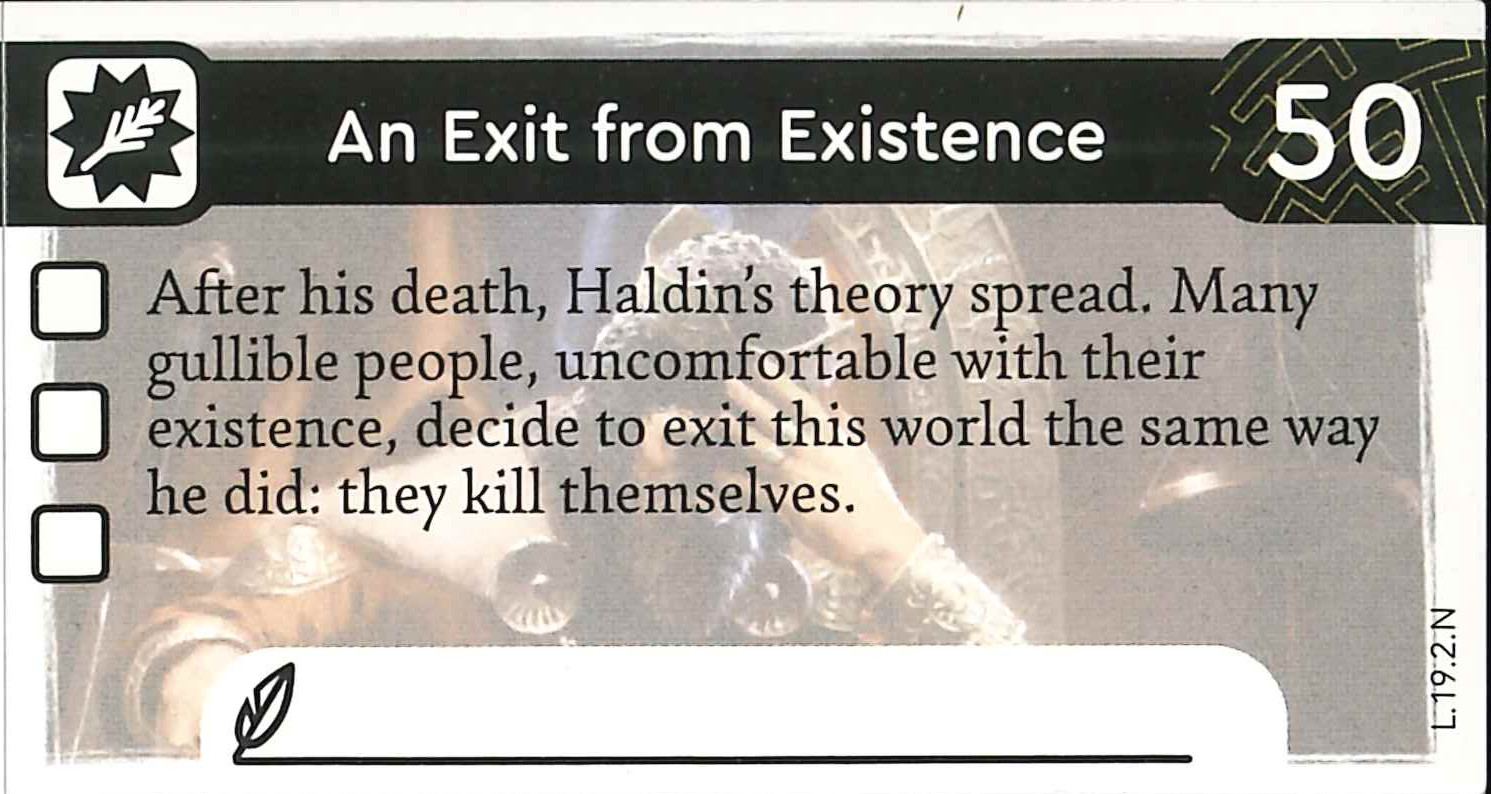 An Exit from Existence
50
After his death, Haldin's theory spread. Many
gullible people, uncomfortable with their
existence, decide to exit this world the same way
he did: they kill themselves.
L.19.2.N